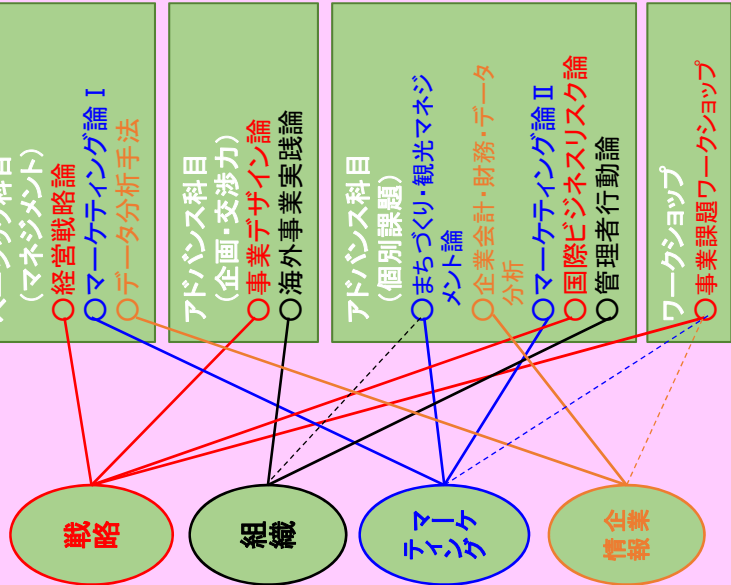 ベーシック科目
（マネジメント）
経営戦略論
マーケティング論Ⅰ
データ分析手法
アドバンス科目
（企画・交渉力）
事業デザイン論
海外事業実践論
アドバンス科目
（個別課題）
まちづくり・観光マネジ
メント論
企業会計・財務・データ
分析
マーケティング論Ⅱ
国際ビジネスリスク論
管理者行動論
ワークショップ
事業課題ワークショップ
戦略
組織
マーケ
ティング
企業
情報